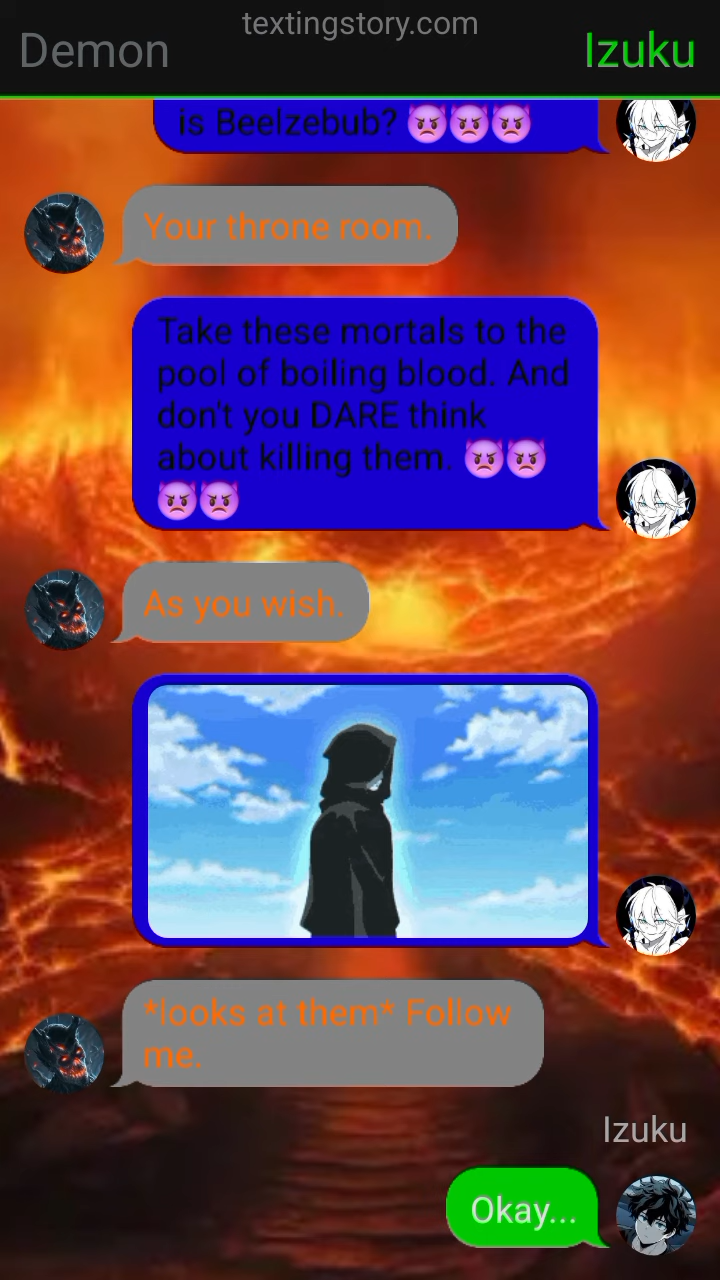 textingstory.com
Demon
Izuku
is Beelzebub? 👿👿👿
Your throne room.
Take these mortals to the
pool of boiling blood. And
don't you DARE think
about killing them. 👿👿
👿👿
As you wish.
*looks at them* Follow
me.
Izuku
Okay...